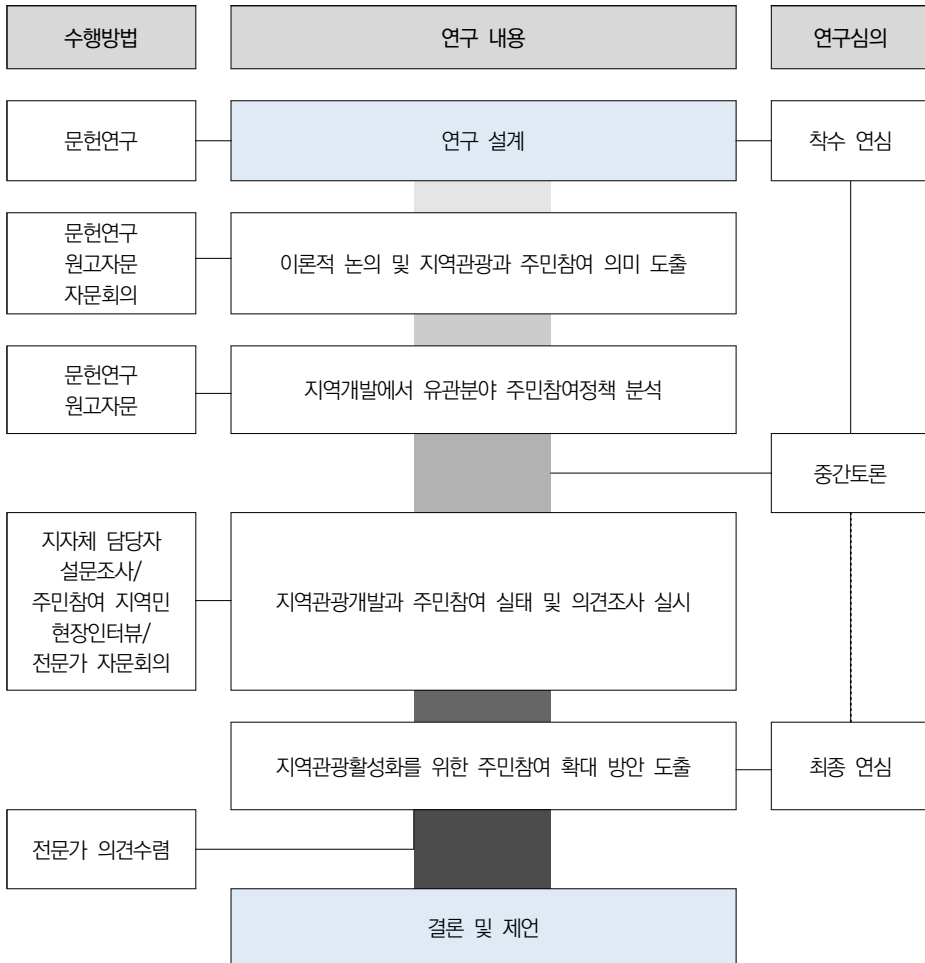 수행방법
연구 내용
연구심의
문헌연구
연구 설계
착수 연심
문헌연구
원고자문
자문회의
이론적 논의 및 지역관광과 주민참여 의미 도출
문헌연구
원고자문
지역개발에서 유관분야 주민참여정책 분석
중간토론
지자체 담당자
설문조사/
주민참여 지역민
현장인터뷰/
전문가 자문회의
지역관광개발과 주민참여 실태 및 의견조사 실시
지역관광활성화를 위한 주민참여 확대 방안 도출
최종 연심
전문가 의견수렴
결론 및 제언